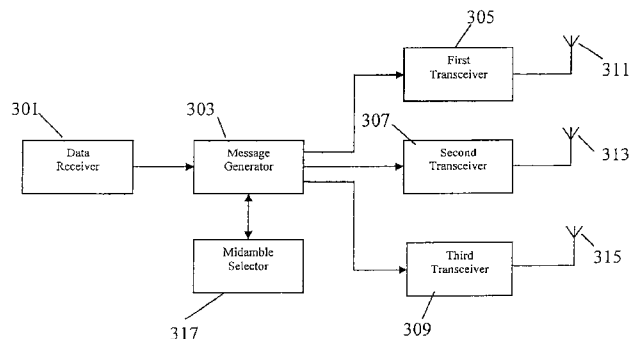 305
First
Transceiver
311
301
303
307
Data
Receiver
Message
Generator
Second
Transceiver
313
Midamble
Selector
Third
Transceiver
315
317
309